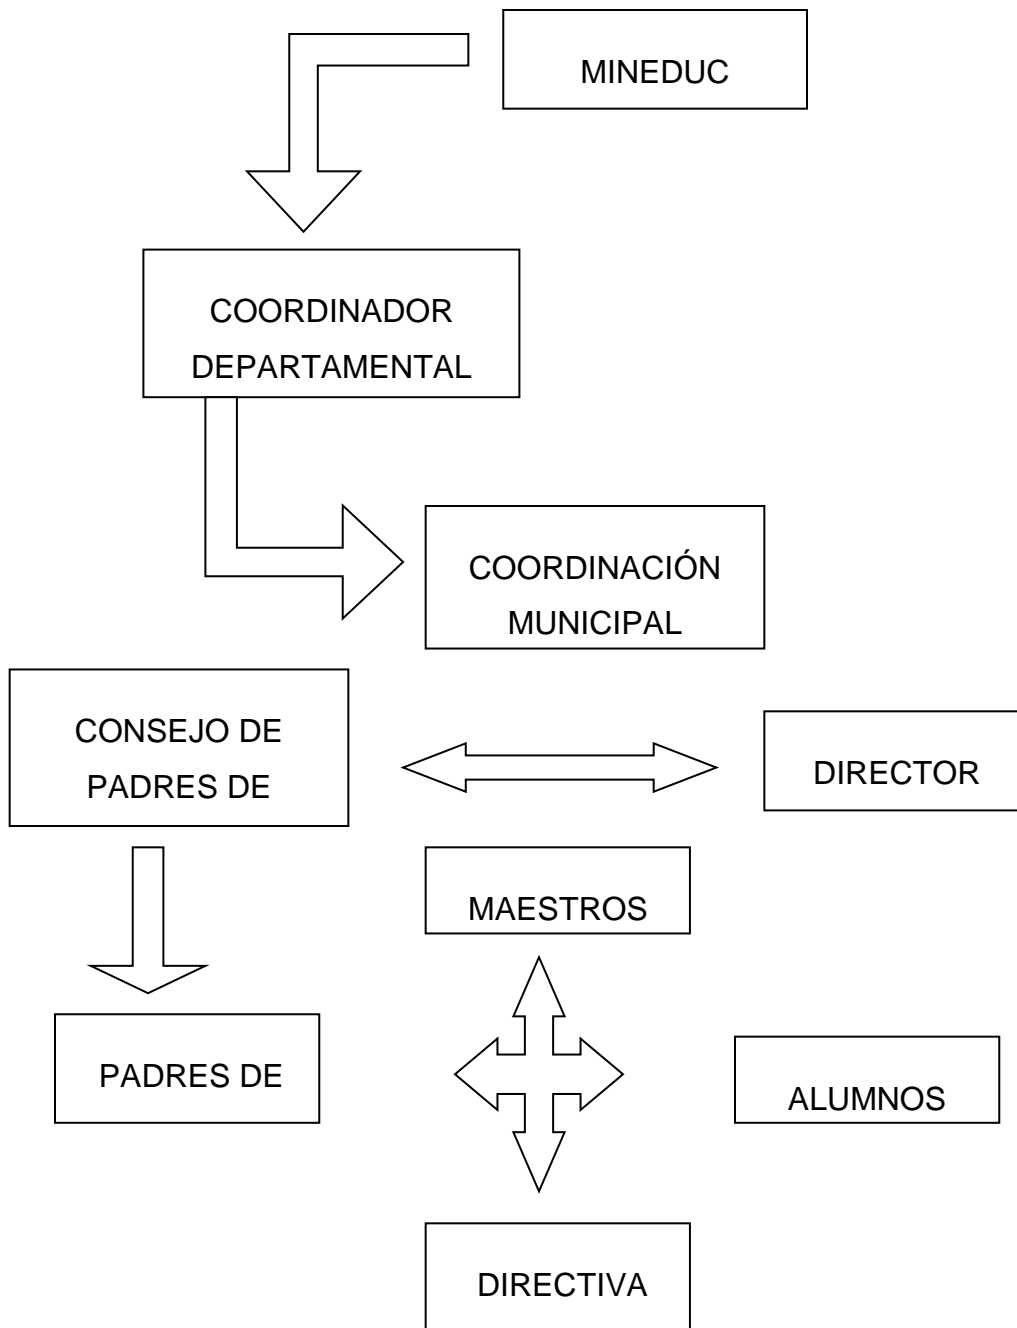 MINEDUC
COORDINADOR
DEPARTAMENTAL
COORDINACIÓN
MUNICIPAL
CONSEJO DE
PADRES DE
DIRECTOR
MAESTROS
PADRES DE
ALUMNOS
DIRECTIVA